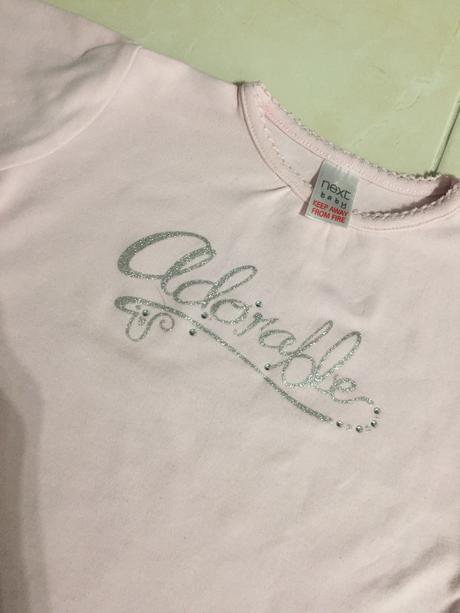 next
baby
KEEP AWAY
FROM FIRE
Adorable